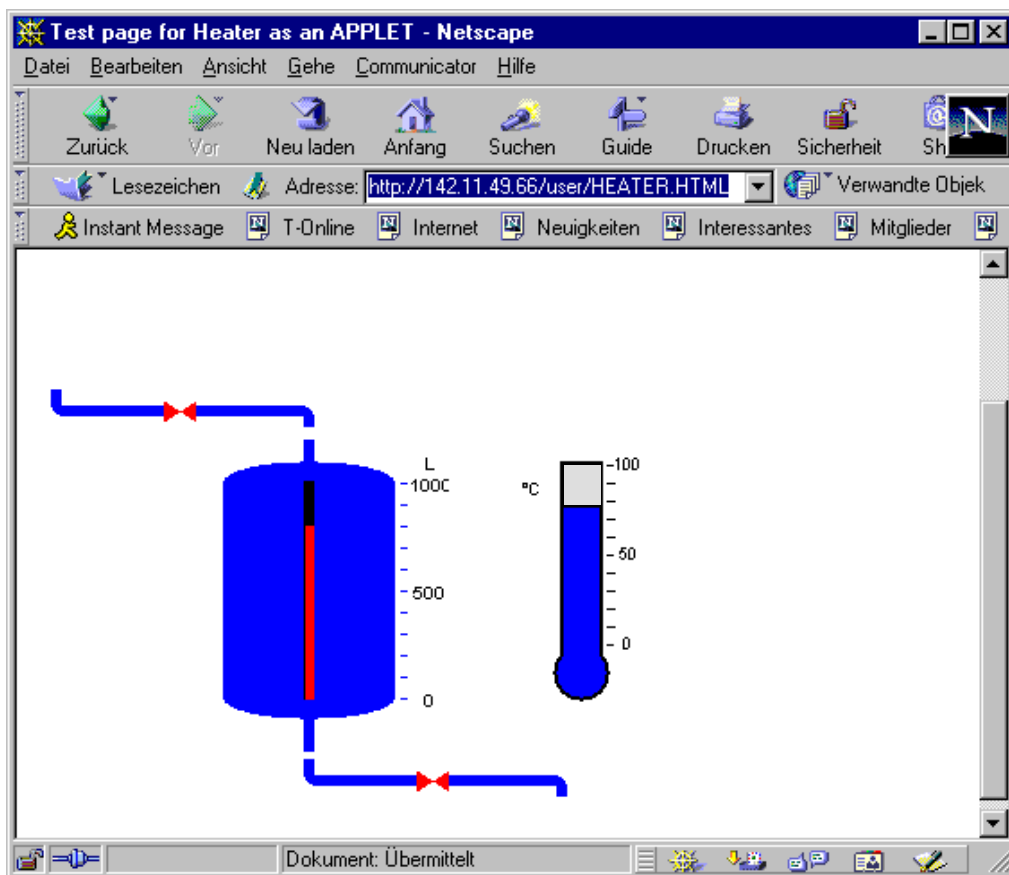 Test page for Heater as an APPLET - Netscape
Datei Bearbeiten Ansicht Gehe Communicator Hilfe
Zurück Vor Neu laden Anfang Suchen Guide Drucken Sicherheit Sh
N
Lesezeichen Adresse: http://142.11.49.66/user/HEATER.HTML Verwandte Objek
Instant Message T-Online Internet Neuigkeiten Interessantes Mitglieder
L
1000
500
0
°C
100
50
0
Dokument: Übermittelt